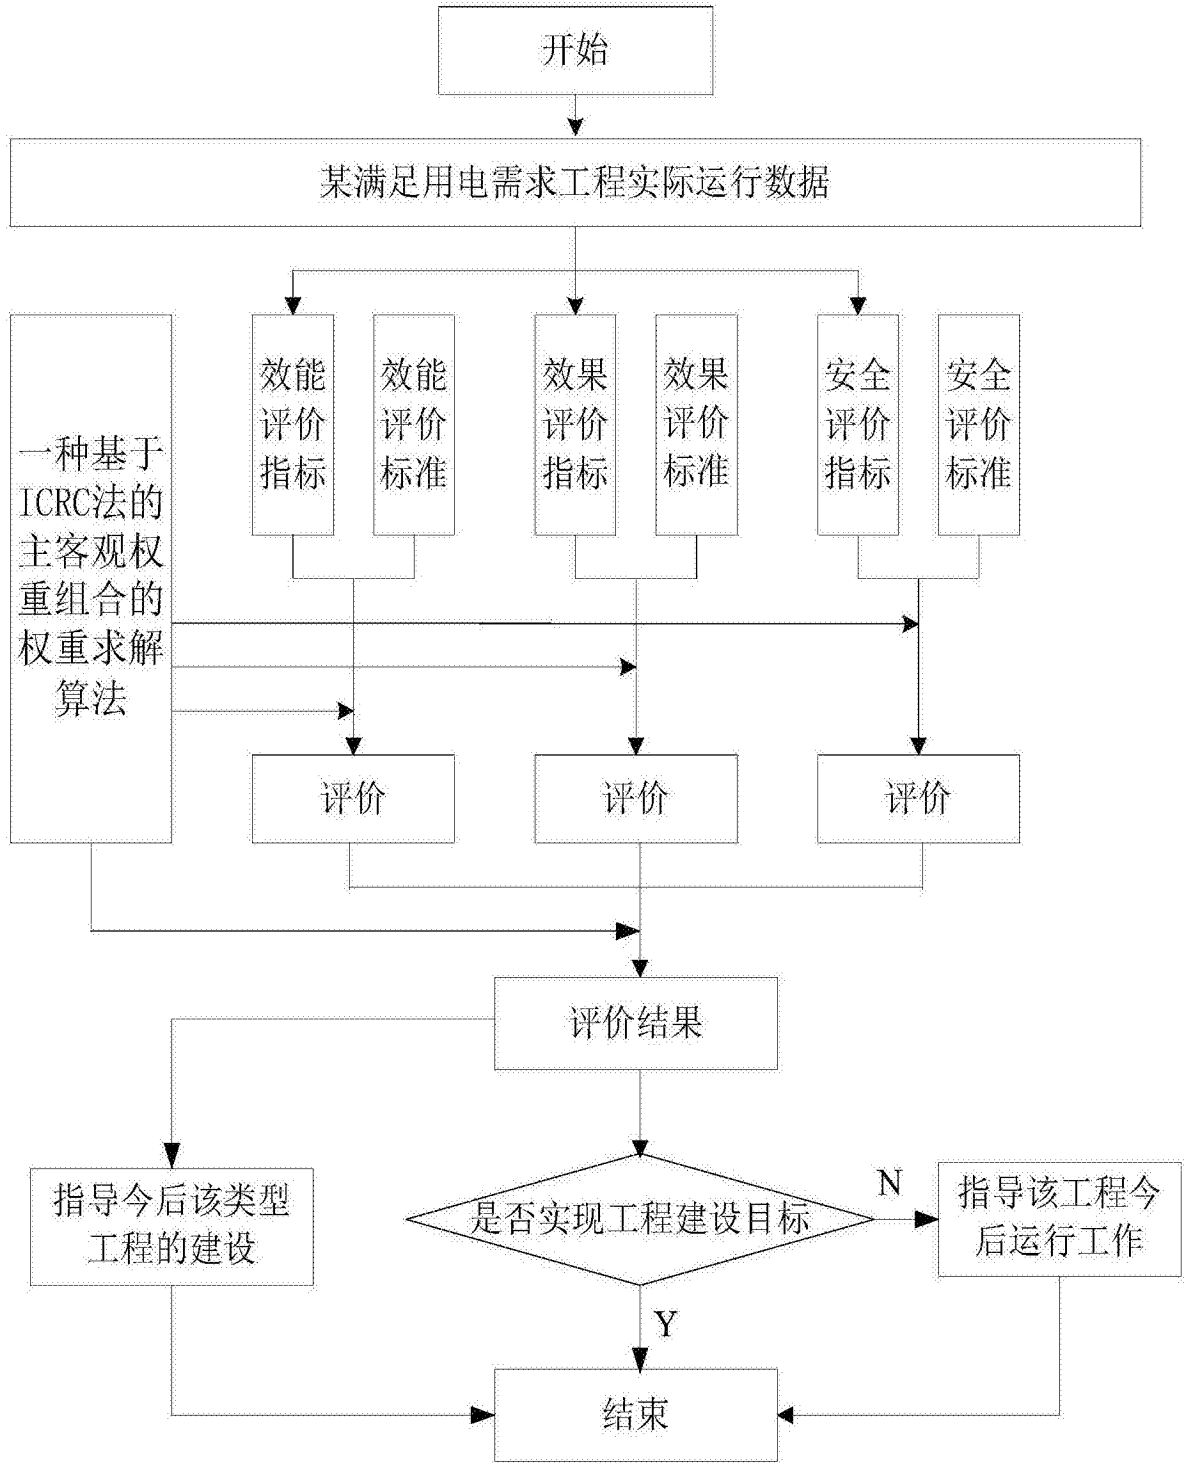 开始
某满足用电需求工程实际运行数据
一种基于
ICRC法的
主客观权
重组合的
权重求解
算法
效能
评价
指标
效能
评价
标准
效果
评价
指标
效果
评价
标准
安全
评价
指标
安全
评价
标准
评价
评价
评价
评价结果
指导今后该类型
工程的建设
是否实现工程建设目标
N
指导该工程今
后运行工作
Y
结束